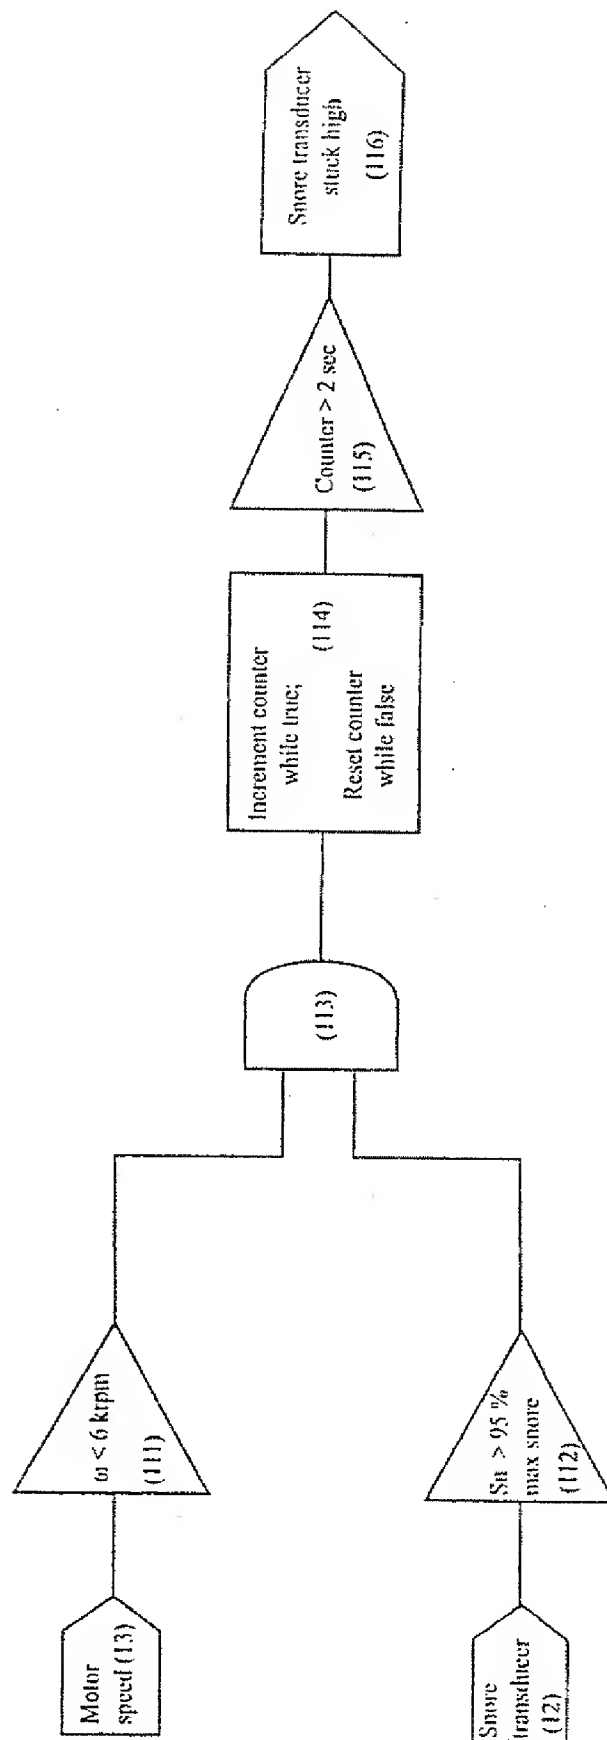 Motor
speed (13)
ω < 6 krpm
(111)
Snore
transducer
(12)
Sn > 95 %
max snore
(112)
(113)
Increment counter
while true;
(114)
Reset counter
while false
Counter > 2 sec
(115)
Snore transducer
stuck high
(116)